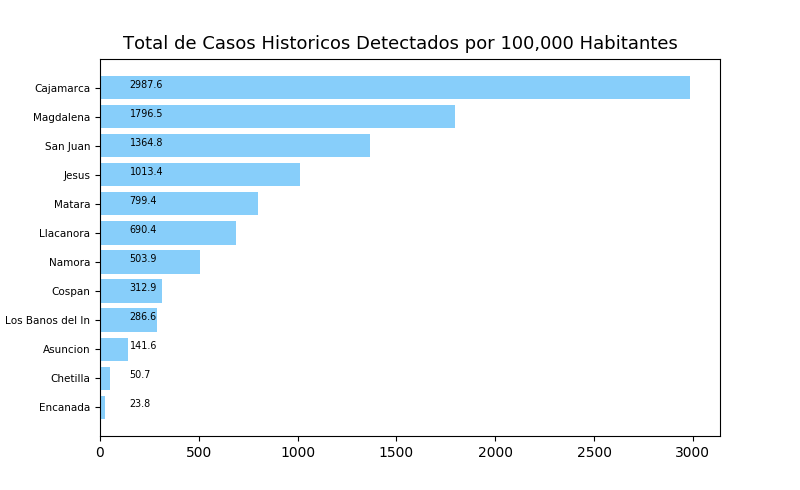 Total de Casos Historicos Detectados por 100,000 Habitantes
Cajamarca 2987.6
Magdalena 1796.5
San Juan 1364.8
Jesus 1013.4
Matara 799.4
Llacanora 690.4
Namora 503.9
Cospan 312.9
Los Banos del In 286.6
Asuncion 141.6
Chetilla 50.7
Encanada 23.8
0 500 1000 1500 2000 2500 3000